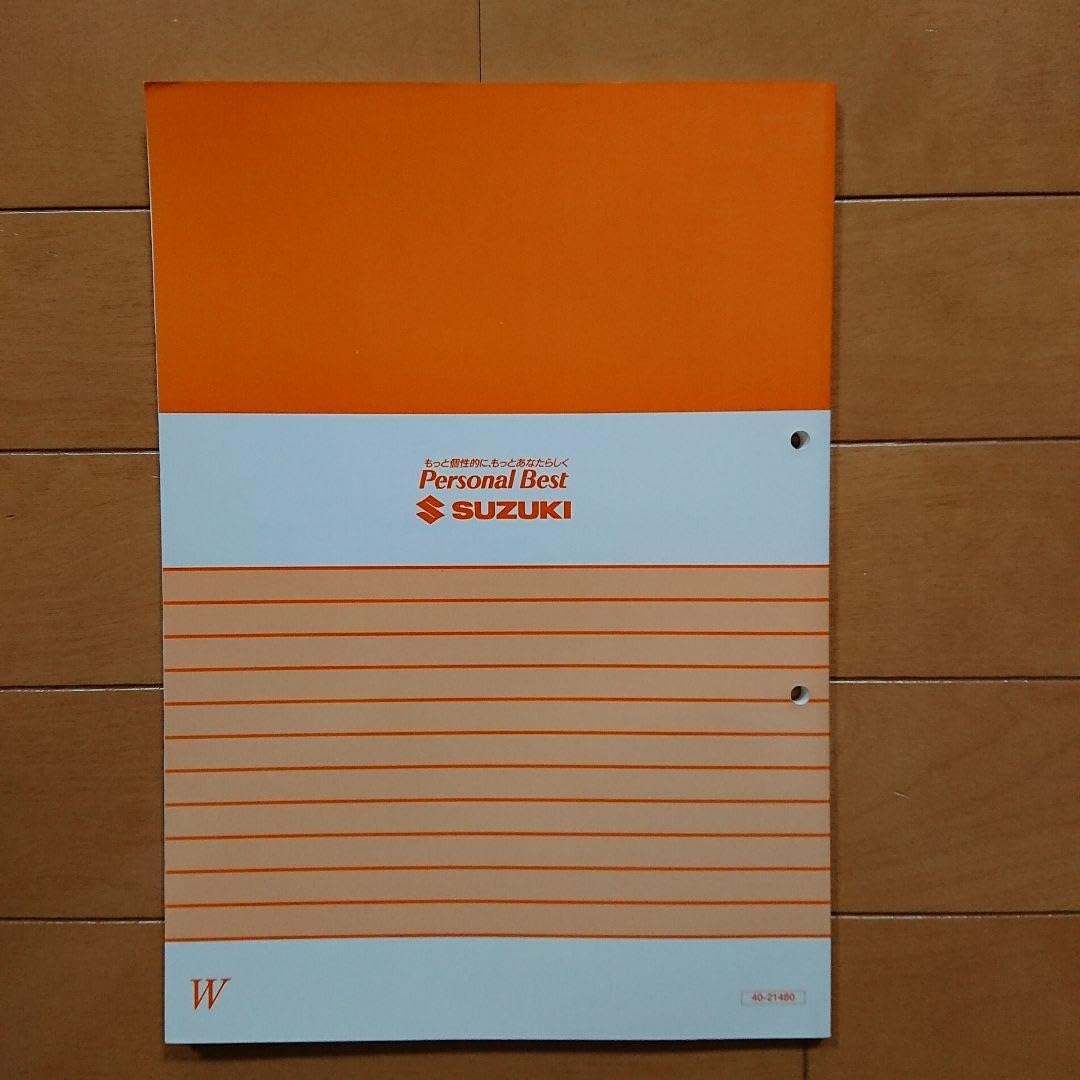 もっと個性的に、もっとあなたらしく
Personal Best
SUZUKI
W
40-21480